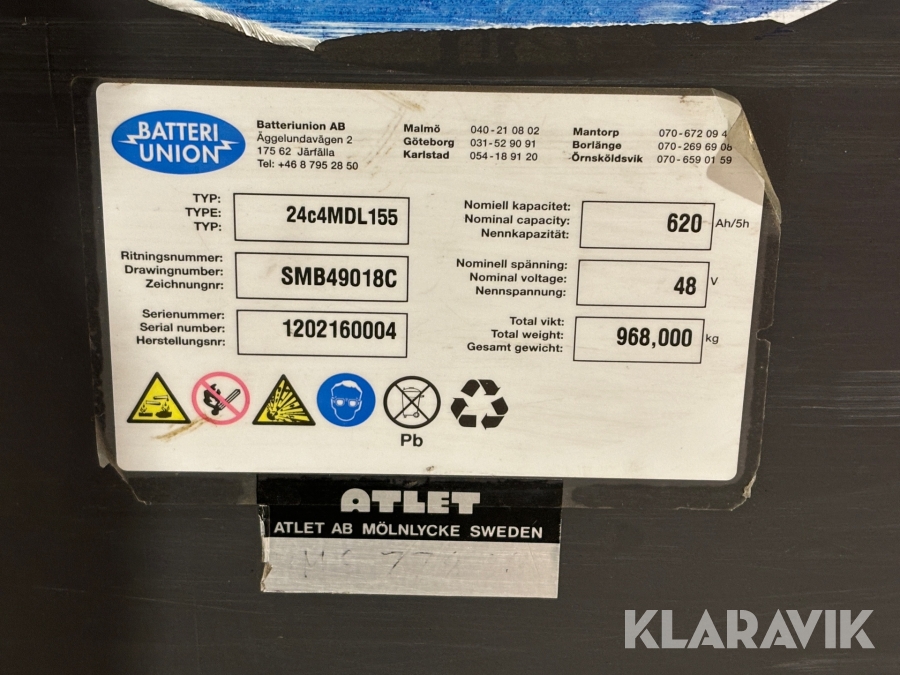 BATTERI UNION
Batteriunion AB
Äggelundavägen 2
175 62 Järfälla
Tel: +46 8 795 28 50
Malmö 040-21 08 02
Göteborg 031-52 90 91
Karlstad 054-18 91 20
Mantorp 070-672 09 4
Borlänge 070-269 69 08
Örnsköldsvik 070-659 01 59
TYP:
TYPE:
TYP:
24c4MDL155
Ritningsnummer:
Drawingnumber:
Zeichnungnr:
SMB49018C
Serienummer:
Serial number:
Herstellungsnr:
1202160004
Nomiell kapacitet:
Nominal capacity:
Nennkapazität:
620 Ah/5h
Nominell spänning:
Nominal voltage:
Nennspannung:
48 V
Total vikt:
Total weight:
Gesamt gewicht:
968,000 kg
Pb
ATLET
ATLET AB MÖLNLYCKE SWEDEN
KLARAVIK